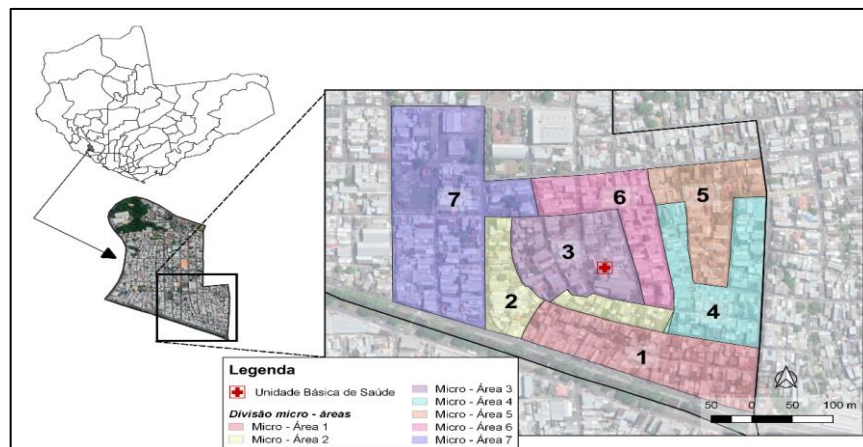 7
6
5
3
2
4
1
Legenda
Unidade Básica de Saúde
Divisão micro - áreas
Micro - Área 1
Micro - Área 2
Micro - Área 3
Micro - Área 4
Micro - Área 5
Micro - Área 6
Micro - Área 7
50 0 50 100 m